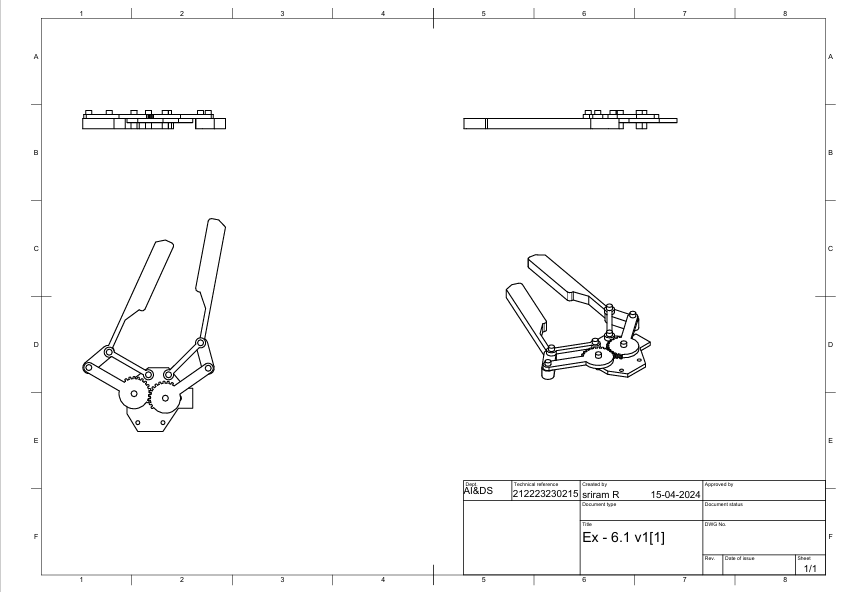 1 2 3 4 5 6 7 8
A A
B B
C C
D D
E E
F F
Dept. Technical reference Created by Approved by
AI&DS 212223230215 sriram R 15-04-2024
Document type Document status
Title DWG No.
Ex - 6.1 v1[1]
Rev. Date of issue Sheet
1/1
1 2 3 4 5 6 7 8